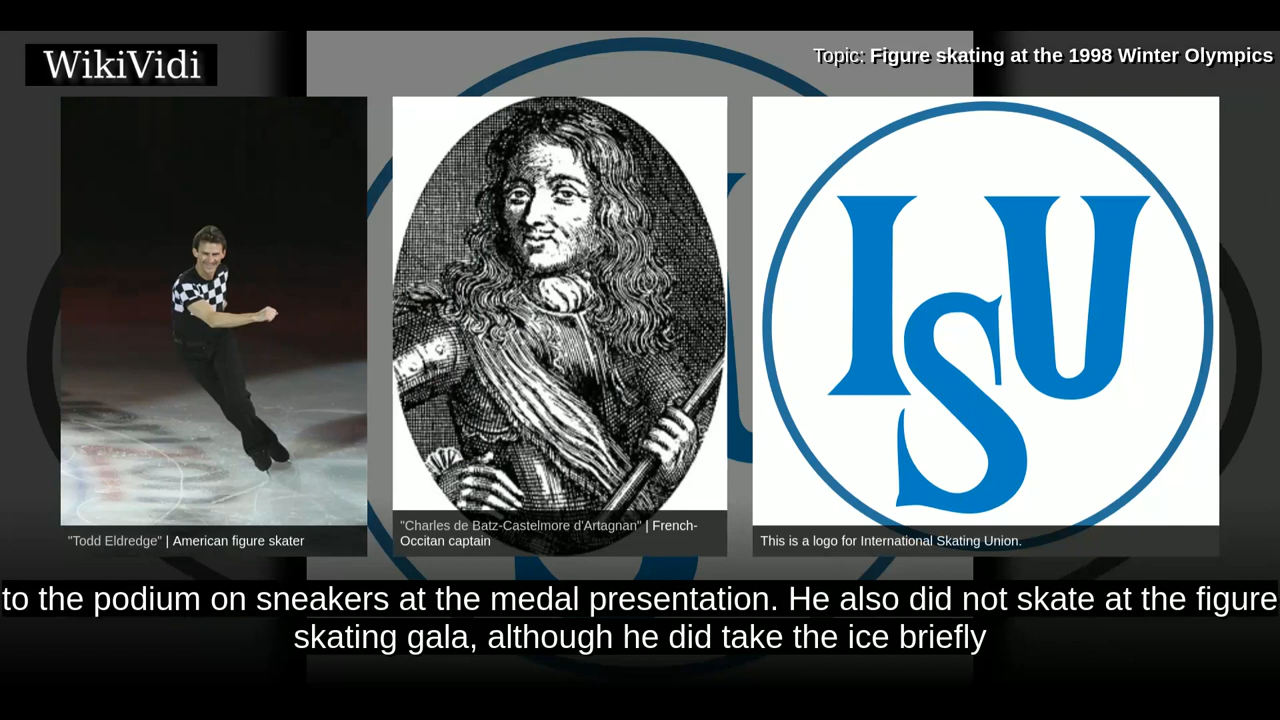 WikiVidi
Topic: Figure skating at the 1998 Winter Olympics
ISU
"Todd Eldredge" | American figure skater
"Charles de Batz-Castelmore d'Artagnan" | French-
Occitan captain
This is a logo for International Skating Union.
to the podium on sneakers at the medal presentation. He also did not skate at the figure
skating gala, although he did take the ice briefly